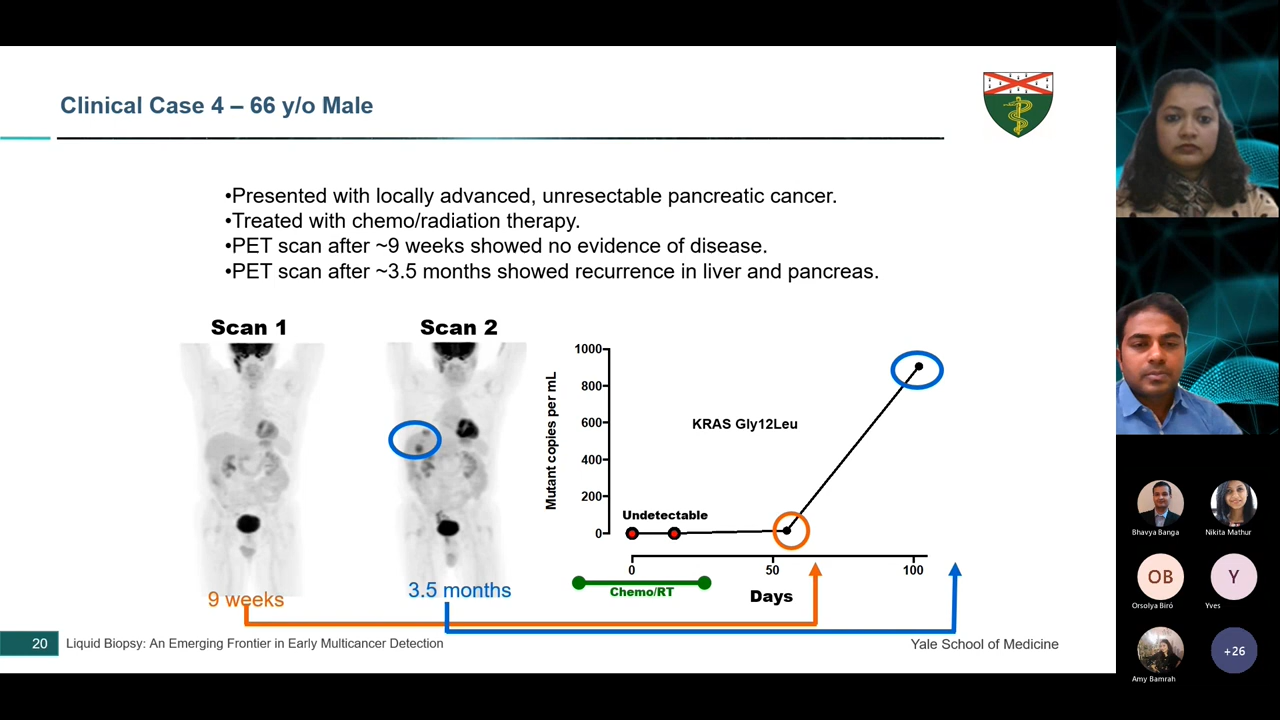 Clinical Case 4 – 66 y/o Male
•Presented with locally advanced, unresectable pancreatic cancer.
•Treated with chemo/radiation therapy.
•PET scan after ~9 weeks showed no evidence of disease.
•PET scan after ~3.5 months showed recurrence in liver and pancreas.
Scan 1
Scan 2
9 weeks
3.5 months
Mutant copies per mL
1000
800
600
400
200
0
KRAS Gly12Leu
Undetectable
0
50
100
Chemo/RT
Days
20
Liquid Biopsy: An Emerging Frontier in Early Multicancer Detection
Yale School of Medicine
Bhavya Banga
Nikita Mathur
OB
Y
Orsolya Biró
Yves
+26
Amy Bamrah